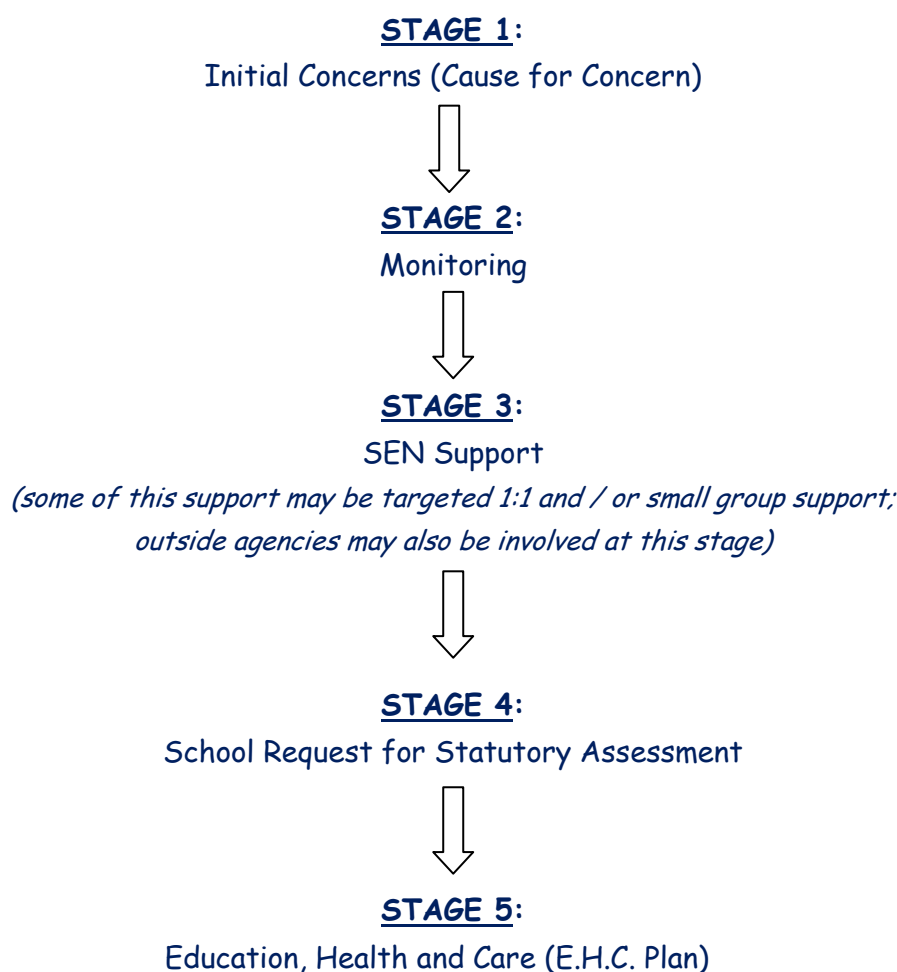 STAGE 1:
Initial Concerns (Cause for Concern)
STAGE 2:
Monitoring
STAGE 3:
SEN Support
(some of this support may be targeted 1:1 and / or small group support;
outside agencies may also be involved at this stage)
STAGE 4:
School Request for Statutory Assessment
STAGE 5:
Education, Health and Care (E.H.C. Plan)